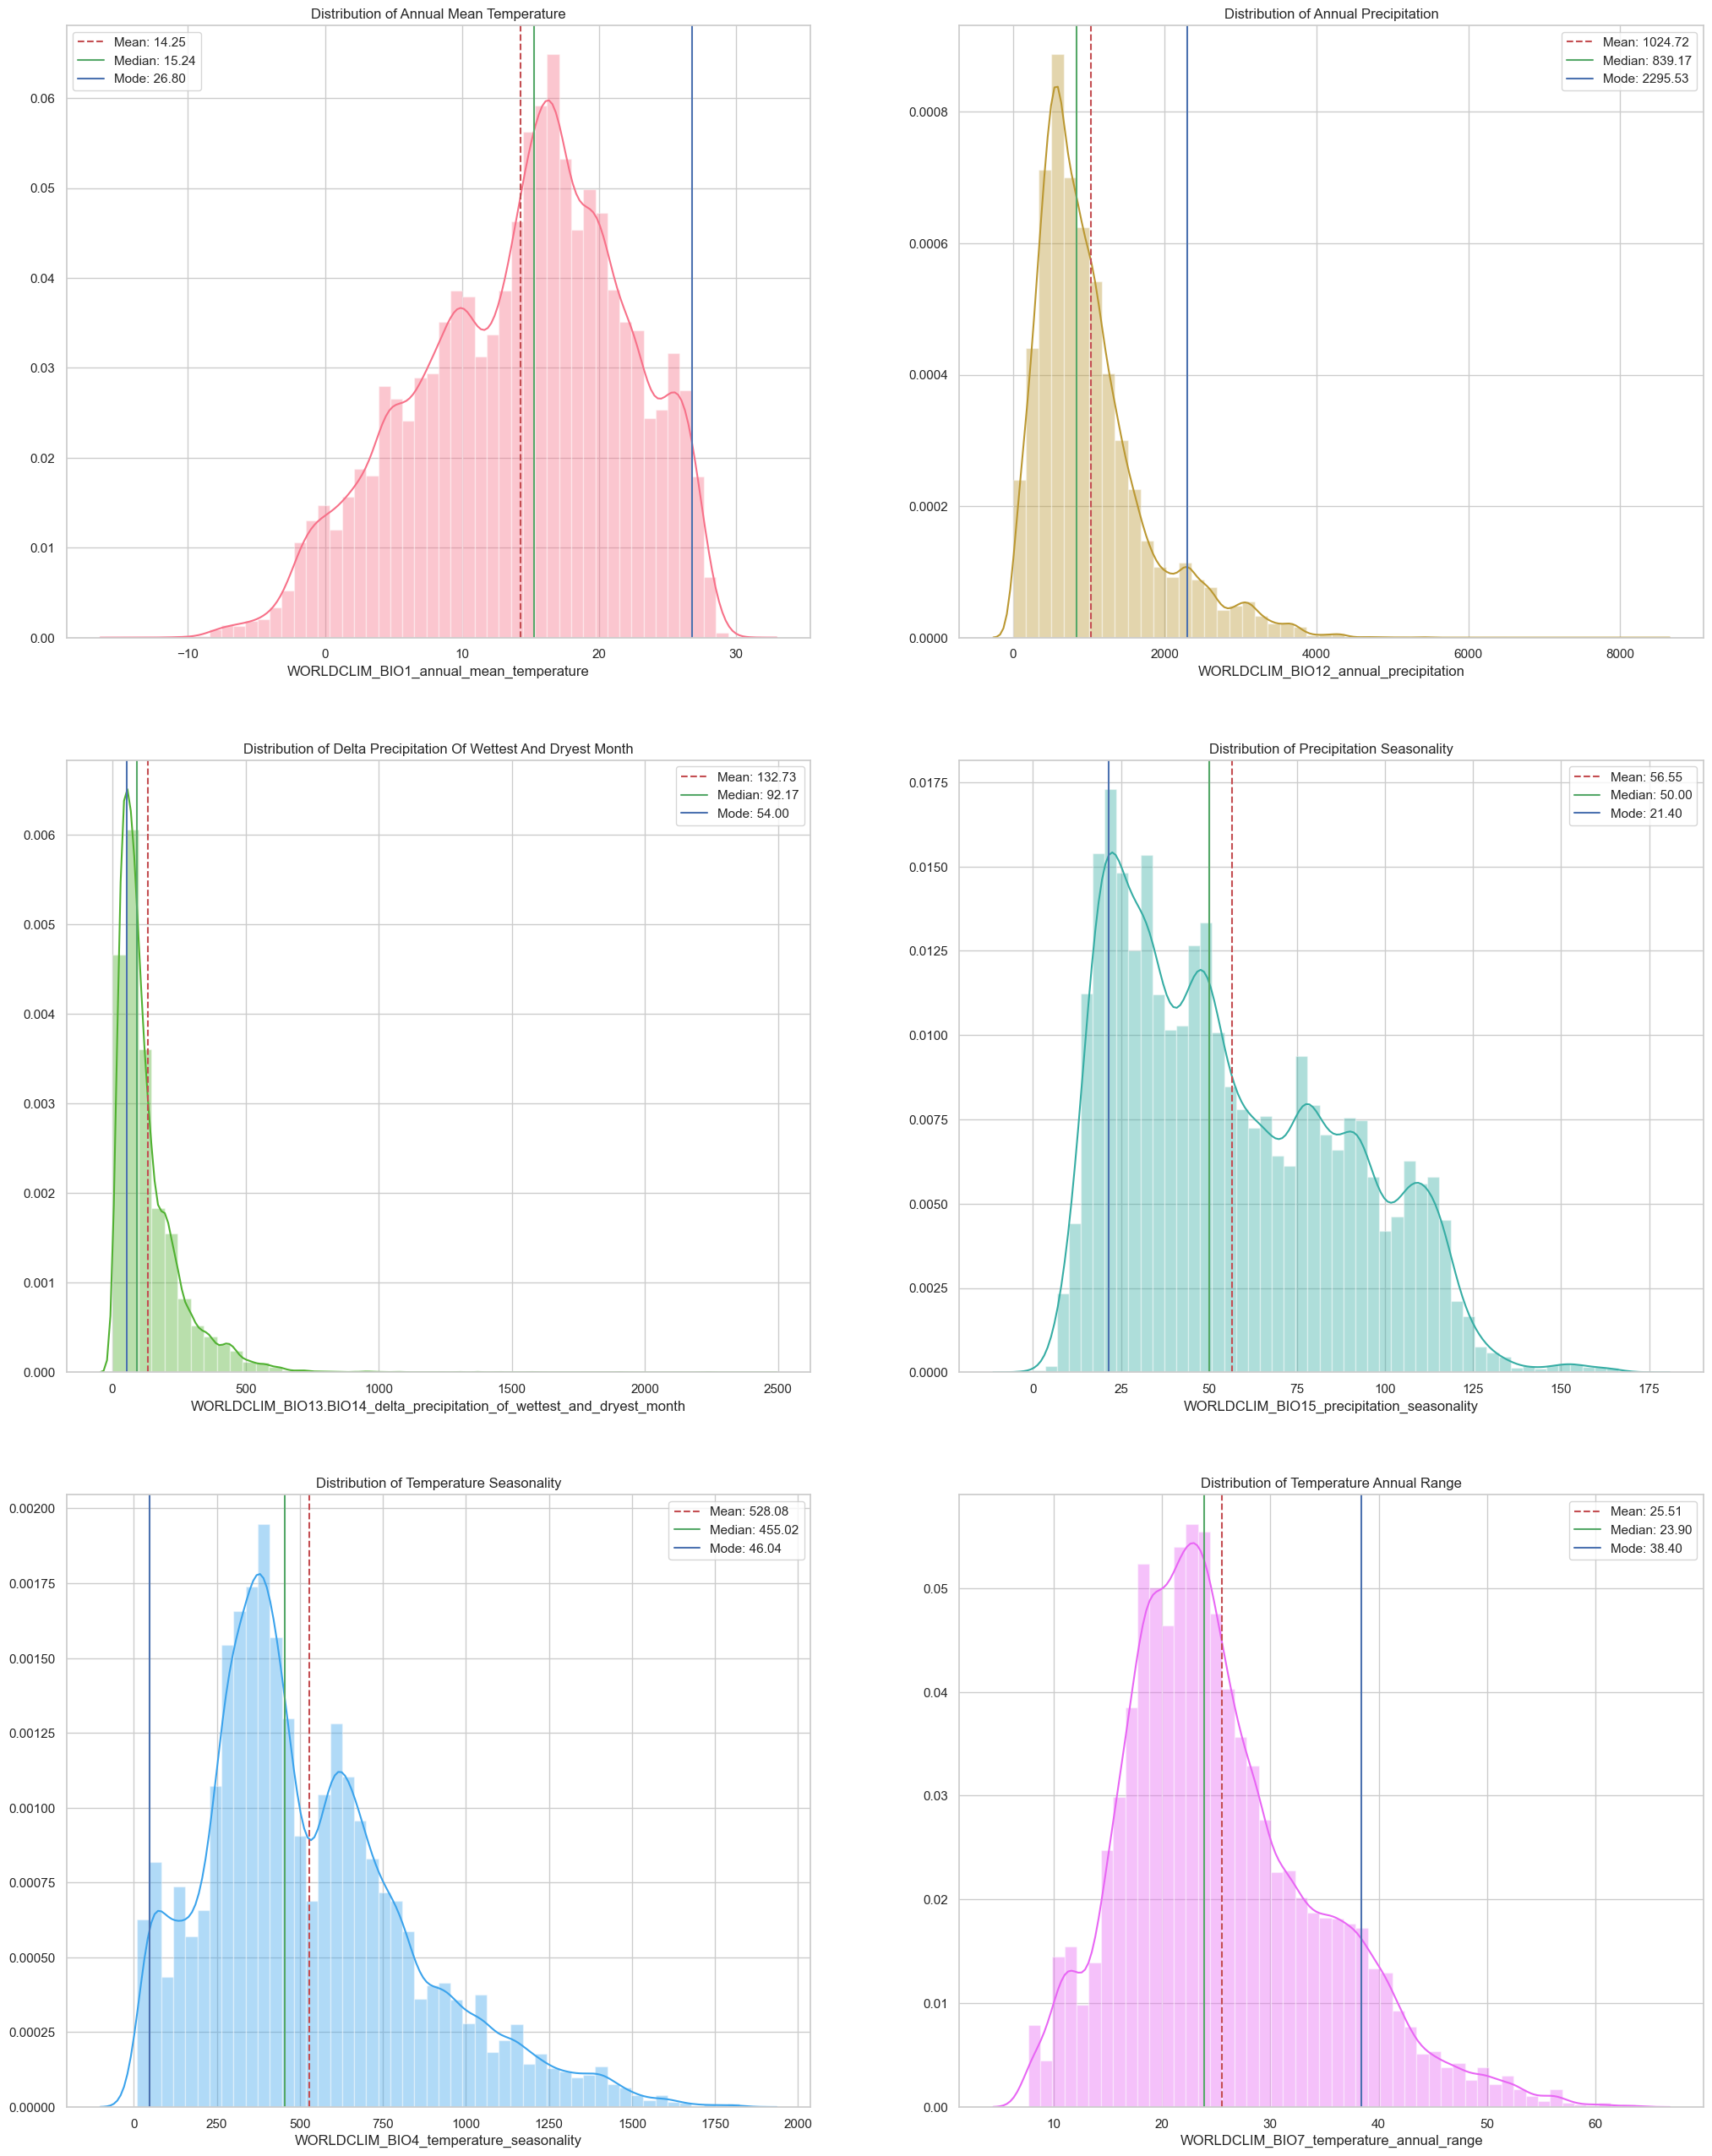 Distribution of Annual Mean Temperature
Mean: 14.25
Median: 15.24
Mode: 26.80
0.06
0.05
0.04
0.03
0.02
0.01
0.00
−10
0
10
20
30
WORLDCLIM_BIO1_annual_mean_temperature
Distribution of Annual Precipitation
Mean: 1024.72
Median: 839.17
Mode: 2295.53
0.0008
0.0006
0.0004
0.0002
0.0000
0
2000
4000
6000
8000
WORLDCLIM_BIO12_annual_precipitation
Distribution of Delta Precipitation Of Wettest And Dryest Month
Mean: 132.73
Median: 92.17
Mode: 54.00
0.006
0.005
0.004
0.003
0.002
0.001
0.000
0
500
1000
1500
2000
2500
WORLDCLIM_BIO13.BIO14_delta_precipitation_of_wettest_and_dryest_month
Distribution of Precipitation Seasonality
Mean: 56.55
Median: 50.00
Mode: 21.40
0.0175
0.0150
0.0125
0.0100
0.0075
0.0050
0.0025
0.0000
0
25
50
75
100
125
150
175
WORLDCLIM_BIO15_precipitation_seasonality
Distribution of Temperature Seasonality
Mean: 528.08
Median: 455.02
Mode: 46.04
0.00200
0.00175
0.00150
0.00125
0.00100
0.00075
0.00050
0.00025
0.00000
0
250
500
750
1000
1250
1500
1750
2000
WORLDCLIM_BIO4_temperature_seasonality
Distribution of Temperature Annual Range
Mean: 25.51
Median: 23.90
Mode: 38.40
0.05
0.04
0.03
0.02
0.01
0.00
10
20
30
40
50
60
WORLDCLIM_BIO7_temperature_annual_range